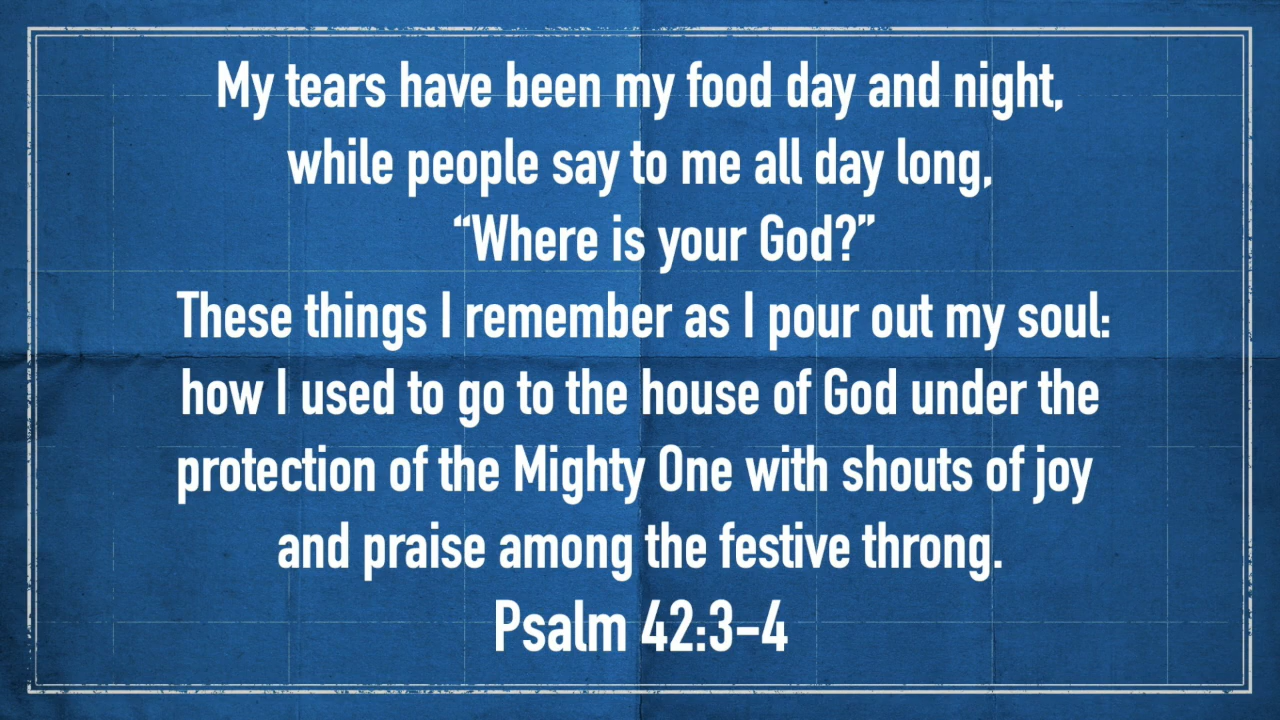 My tears have been my food day and night,
while people say to me all day long,
“Where is your God?”
These things I remember as I pour out my soul:
how I used to go to the house of God under the
protection of the Mighty One with shouts of joy
and praise among the festive throng.
Psalm 42:3–4